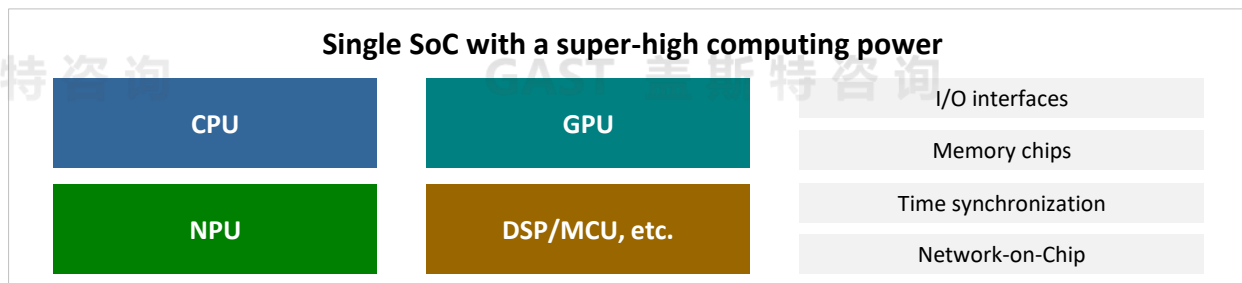 Single SoC with a super-high computing power
特咨询
GAST 盖斯特咨询
CPU
GPU
I/O interfaces
Memory chips
NPU
DSP/MCU, etc.
Time synchronization
Network-on-Chip